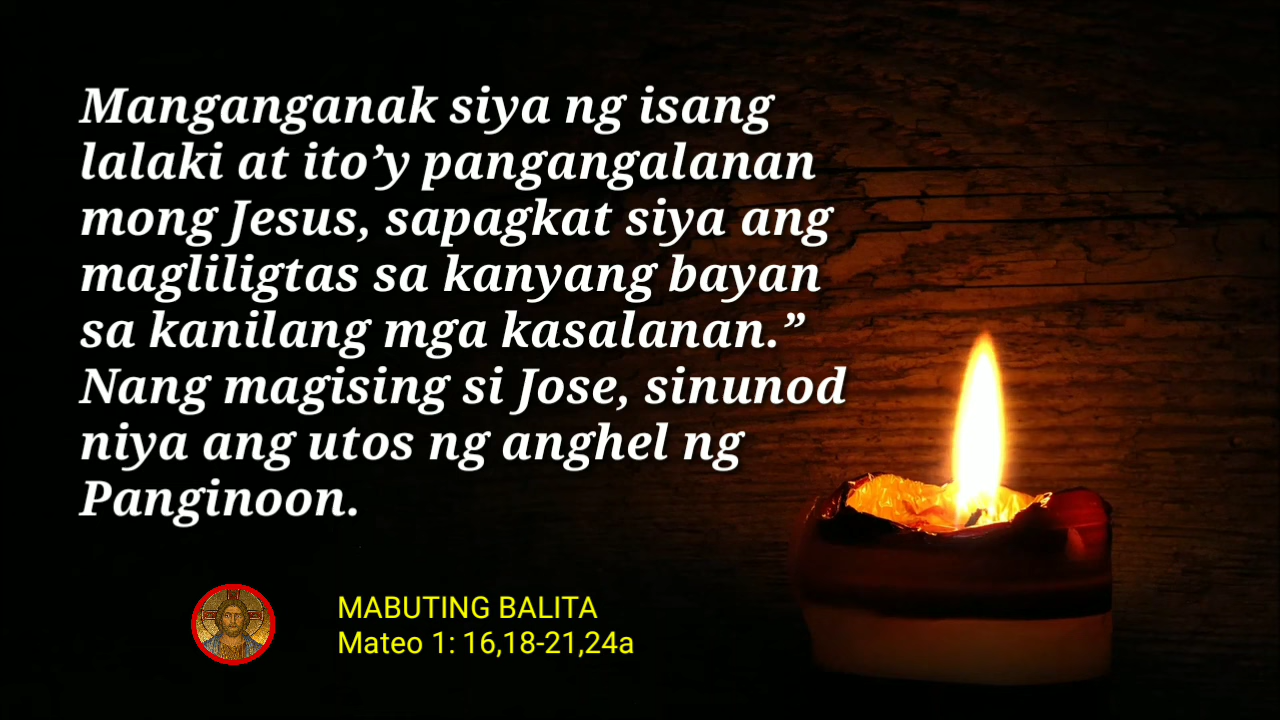 Manganganak siya ng isang
lalaki at ito’y pangangalanan
mong Jesus, sapagkat siya ang
magliligtas sa kanyang bayan
sa kanilang mga kasalanan.”
Nang magising si Jose, sinunod
niya ang utos ng anghel ng
Panginoon.
MABUTING BALITA
Mateo 1: 16,18-21,24a